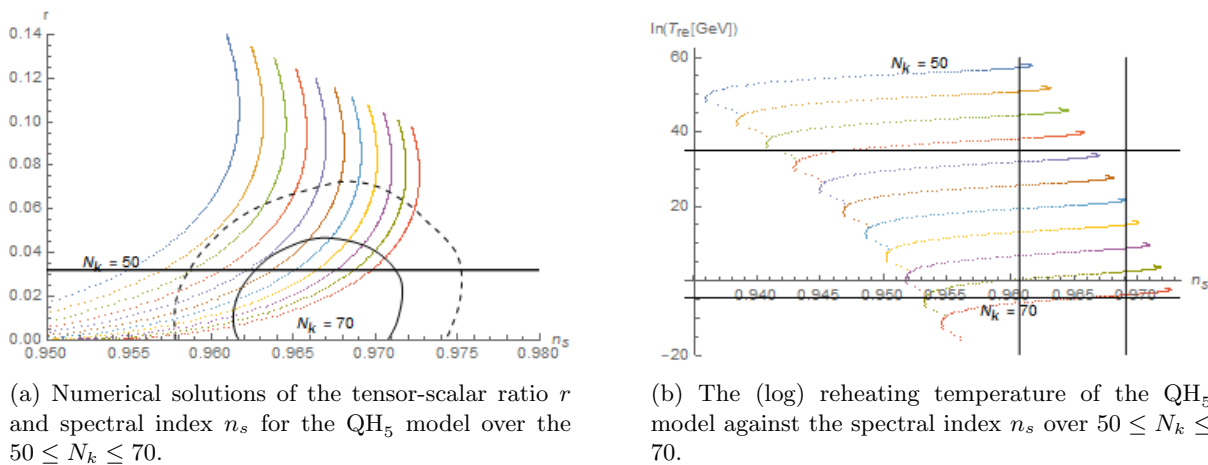 r
0.14
0.12
0.10
0.08
0.06
0.04
0.02
0.00
N_k = 50
N_k = 70
0.950
0.955
0.960
0.965
0.970
0.975
0.980
n_s
ln(T_re[GeV])
60
40
20
-20
N_k = 50
N_k = 70
0.940
0.945
0.950
0.955
0.960
0.965
0.970
n_s
(a) Numerical solutions of the tensor-scalar ratio r
and spectral index n_s for the QH₅ model over the
50 ≤ N_k ≤ 70.
(b) The (log) reheating temperature of the QH₅
model against the spectral index n_s over 50 ≤ N_k ≤
70.